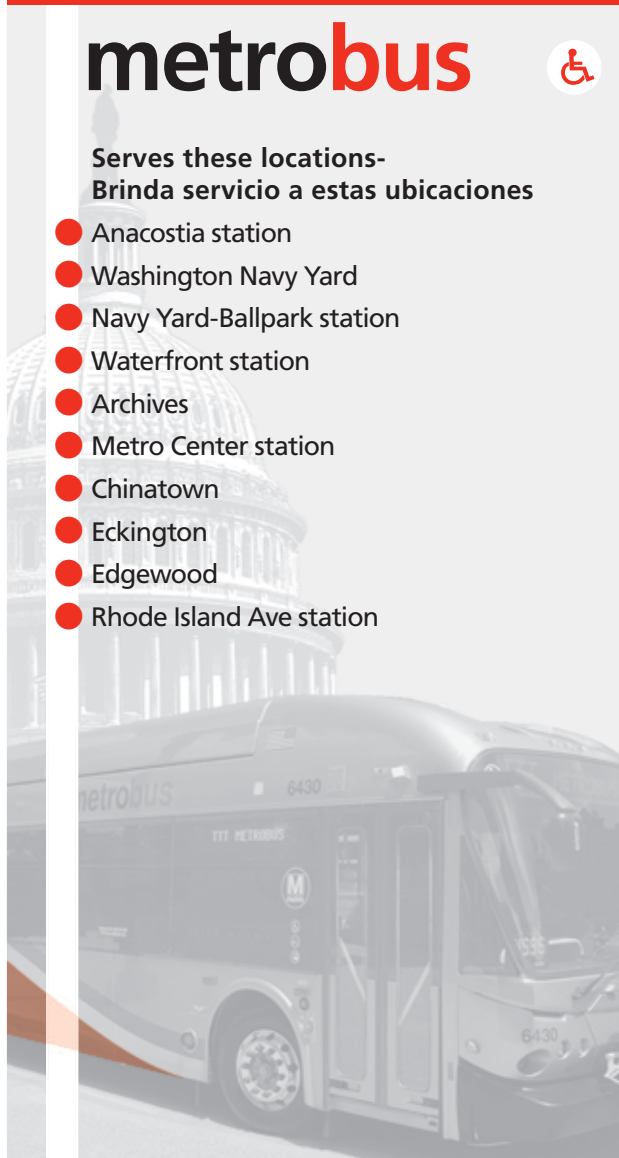 metrobus
Serves these locations-
Brinda servicio a estas ubicaciones
Anacostia station
Washington Navy Yard
Navy Yard-Ballpark station
Waterfront station
Archives
Metro Center station
Chinatown
Eckington
Edgewood
Rhode Island Ave station
metrobus
6430
TTT METROBUS
M
6430